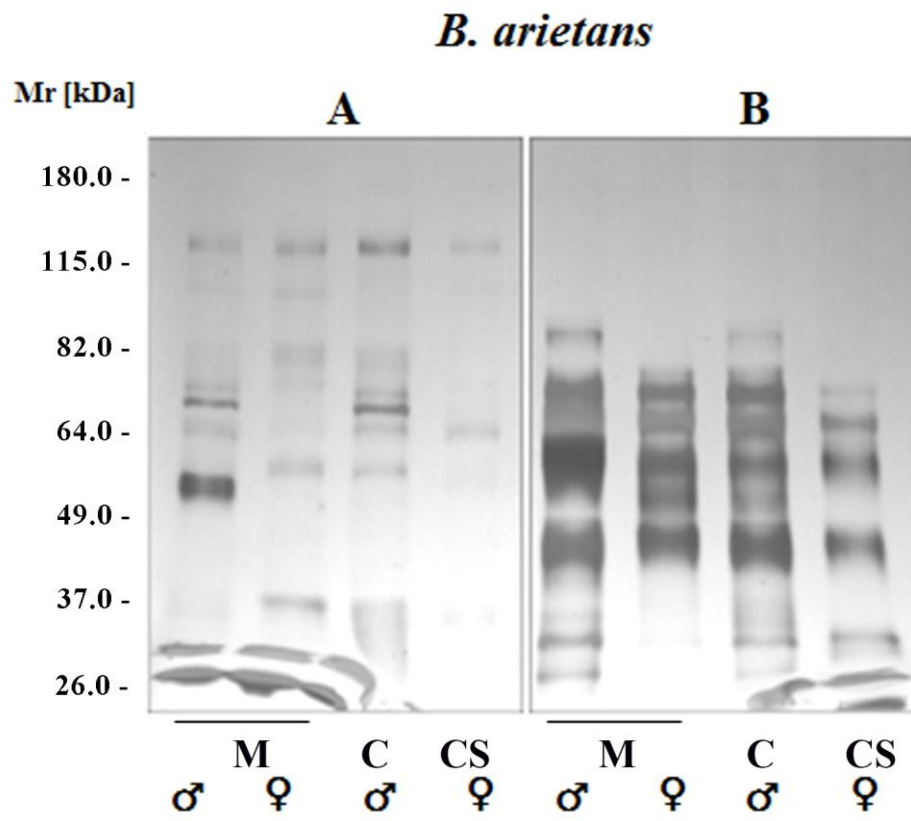 B. arietans
Mr [kDa]
A B
180.0 -
115.0 -
82.0 -
64.0 -
49.0 -
37.0 -
26.0 -
M C CS M C CS
♂ ♀ ♂ ♀ ♂ ♀ ♂ ♀